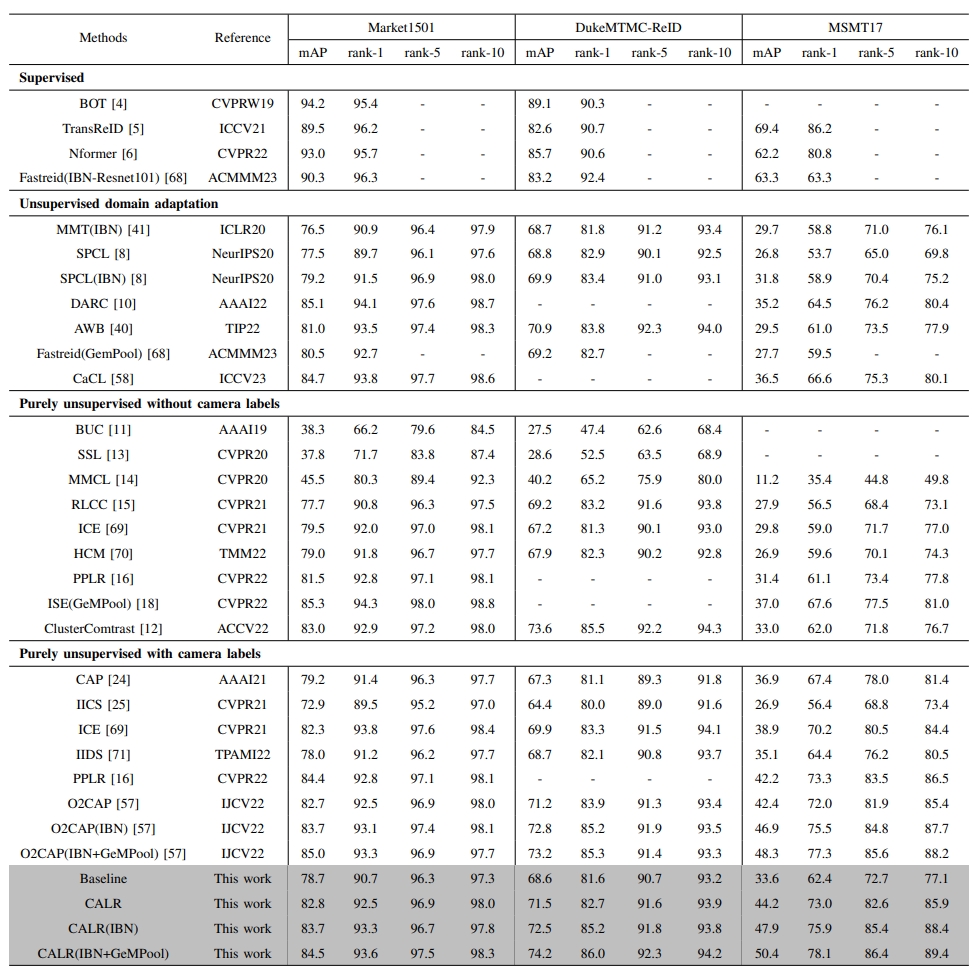 Methods Reference Market1501 DukeMTMC-ReID MSMT17
mAP rank-1 rank-5 rank-10 mAP rank-1 rank-5 rank-10 mAP rank-1 rank-5 rank-10
Supervised
BOT [4] CVPRW19 94.2 95.4 - - 89.1 90.3 - - - - - -
TransReID [5] ICCV21 89.5 96.2 - - 82.6 90.7 - - 69.4 86.2 - -
Nformer [6] CVPR22 93.0 95.7 - - 85.7 90.6 - - 62.2 80.8 - -
Fastreid(IBN-Resnet101) [68] ACMMM23 90.3 96.3 - - 83.2 92.4 - - 63.3 63.3 - -
Unsupervised domain adaptation
MMT(IBN) [41] ICLR20 76.5 90.9 96.4 97.9 68.7 81.8 91.2 93.4 29.7 58.8 71.0 76.1
SPCL [8] NeurIPS20 77.5 89.7 96.1 97.6 68.8 82.9 90.1 92.5 26.8 53.7 65.0 69.8
SPCL(IBN) [8] NeurIPS20 79.2 91.5 96.9 98.0 69.9 83.4 91.0 93.1 31.8 58.9 70.4 75.2
DARC [10] AAAI22 85.1 94.1 97.6 98.7 - - - - 35.2 64.5 76.2 80.4
AWB [40] TIP22 81.0 93.5 97.4 98.3 70.9 83.8 92.3 94.0 29.5 61.0 73.5 77.9
Fastreid(GemPool) [68] ACMMM23 80.5 92.7 - - 69.2 82.7 - - 27.7 59.5 - -
CaCL [58] ICCV23 84.7 93.8 97.7 98.6 - - - - 36.5 66.6 75.3 80.1
Purely unsupervised without camera labels
BUC [11] AAAI19 38.3 66.2 79.6 84.5 27.5 47.4 62.6 68.4 - - - -
SSL [13] CVPR20 37.8 71.7 83.8 87.4 28.6 52.5 63.5 68.9 - - - -
MMCL [14] CVPR20 45.5 80.3 89.4 92.3 40.2 65.2 75.9 80.0 11.2 35.4 44.8 49.8
RLCC [15] CVPR21 77.7 90.8 96.3 97.5 69.2 83.2 91.6 93.8 27.9 56.5 68.4 73.1
ICE [69] CVPR21 79.5 92.0 97.0 98.1 67.2 81.3 90.1 93.0 29.8 59.0 71.7 77.0
HCM [70] TMM22 79.0 91.8 96.7 97.7 67.9 82.3 90.2 92.8 26.9 59.6 70.1 74.3
PPLR [16] CVPR22 81.5 92.8 97.1 98.1 - - - - 31.4 61.1 73.4 77.8
ISE(GeMPool) [18] CVPR22 85.3 94.3 98.0 98.8 - - - - 37.0 67.6 77.5 81.0
ClusterComtrast [12] ACCV22 83.0 92.9 97.2 98.0 73.6 85.5 92.2 94.3 33.0 62.0 71.8 76.7
Purely unsupervised with camera labels
CAP [24] AAAI21 79.2 91.4 96.3 97.7 67.3 81.1 89.3 91.8 36.9 67.4 78.0 81.4
IICS [25] CVPR21 72.9 89.5 95.2 97.0 64.4 80.0 89.0 91.6 26.9 56.4 68.8 73.4
ICE [69] CVPR21 82.3 93.8 97.6 98.4 69.9 83.3 91.5 94.1 38.9 70.2 80.5 84.4
IIDS [71] TPAMI22 78.0 91.2 96.2 97.7 68.7 82.1 90.8 93.7 35.1 64.4 76.2 80.5
PPLR [16] CVPR22 84.4 92.8 97.1 98.1 - - - - 42.2 73.3 83.5 86.5
O2CAP [57] IJCV22 82.7 92.5 96.9 98.0 71.2 83.9 91.3 93.4 42.4 72.0 81.9 85.4
O2CAP(IBN) [57] IJCV22 83.7 93.1 97.4 98.1 72.8 85.2 91.9 93.5 46.9 75.5 84.8 87.7
O2CAP(IBN+GeMPool) [57] IJCV22 85.0 93.3 96.9 97.7 73.2 85.3 91.4 93.3 48.3 77.3 85.6 88.2
Baseline This work 78.7 90.7 96.3 97.3 68.6 81.6 90.7 93.2 33.6 62.4 72.7 77.1
CALR This work 82.8 92.5 96.9 98.0 71.5 82.7 91.6 93.9 44.2 73.0 82.6 85.9
CALR(IBN) This work 83.7 93.3 96.7 97.8 72.5 85.2 91.8 93.8 47.9 75.9 85.4 88.4
CALR(IBN+GeMPool) This work 84.5 93.6 97.5 98.3 74.2 86.0 92.3 94.2 50.4 78.1 86.4 89.4